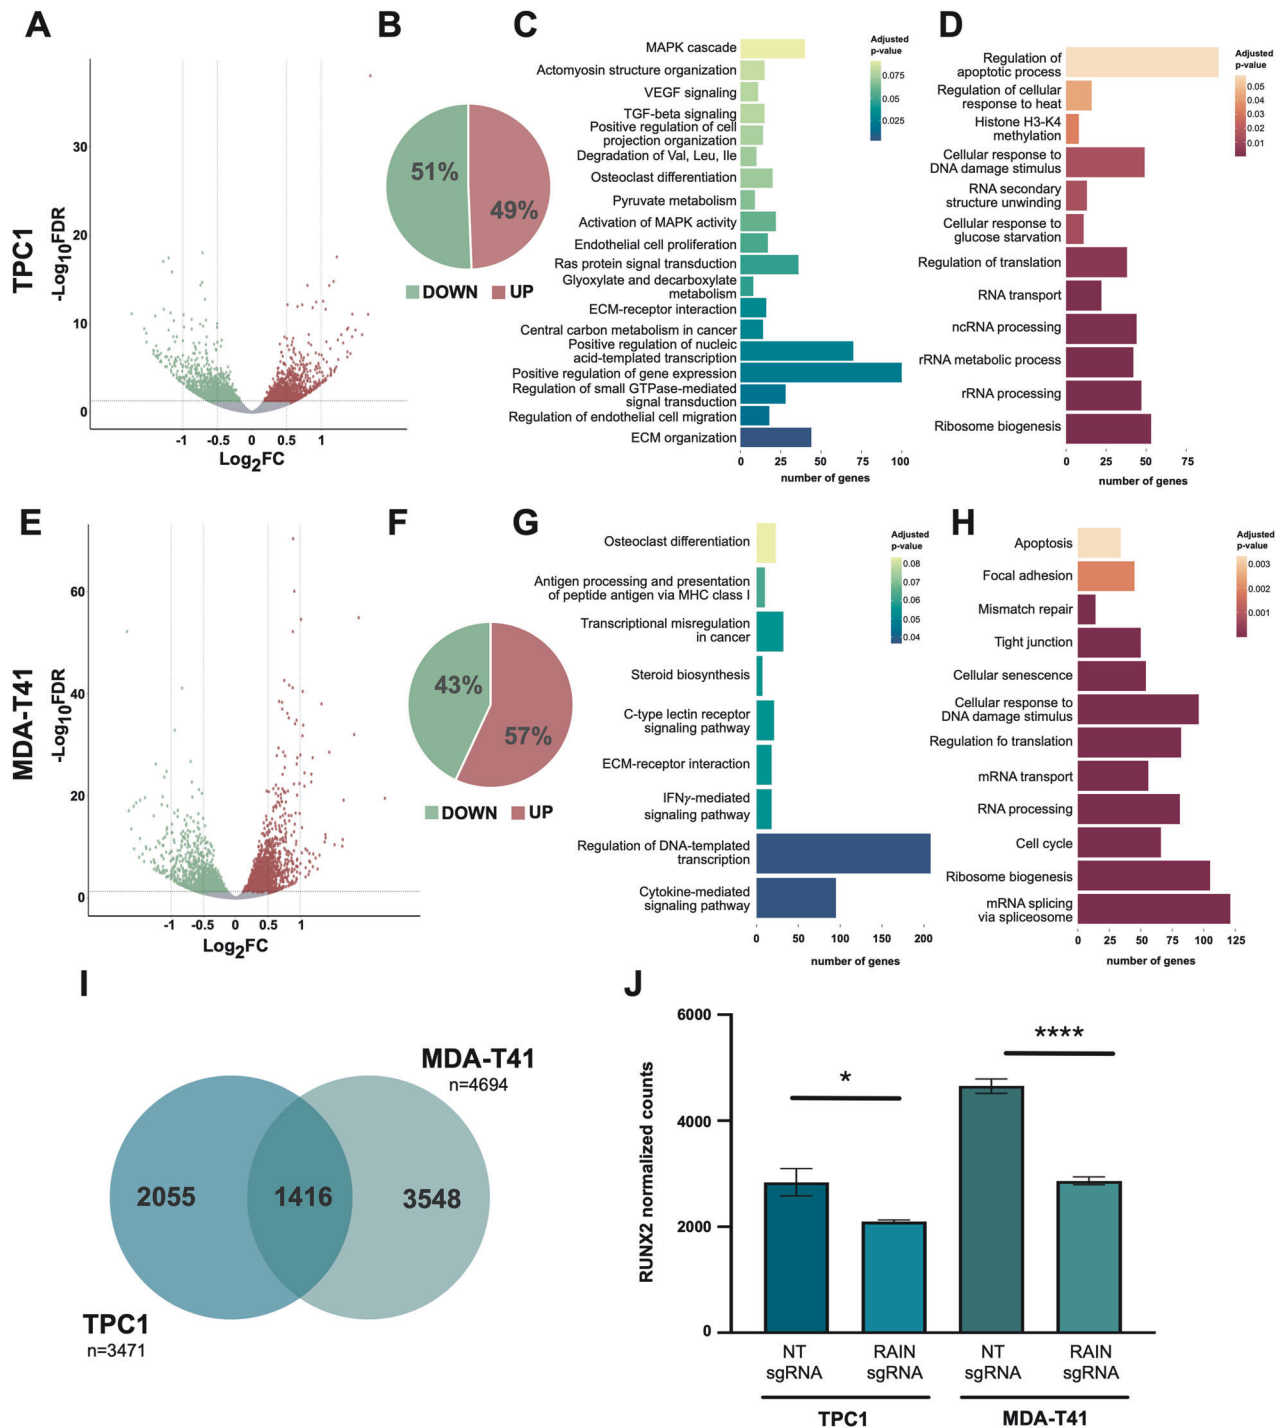 A
TPC1
-Log10FDR
30
20
10
0
-1
-0.5
0
0.5
1
Log2FC
B
51%
49%
DOWN
UP
C
MAPK cascade
Actomyosin structure organization
VEGF signaling
TGF-beta signaling
Positive regulation of cell
projection organization
Degradation of Val, Leu, Ile
Osteoclast differentiation
Pyruvate metabolism
Activation of MAPK activity
Endothelial cell proliferation
Ras protein signal transduction
Glyoxylate and decarboxylate
metabolism
ECM-receptor interaction
Central carbon metabolism in cancer
Positive regulation of nucleic
acid-templated transcription
Positive regulation of gene expression
Regulation of small GTPase-mediated
signal transduction
Regulation of endothelial cell migration
ECM organization
0
25
50
75
100
number of genes
Adjusted
p-value
0.075
0.05
0.025
D
Regulation of
apoptotic process
Regulation of cellular
response to heat
Histone H3-K4
methylation
Cellular response to
DNA damage stimulus
RNA secondary
structure unwinding
Cellular response to
glucose starvation
Regulation of translation
RNA transport
ncRNA processing
rRNA metabolic process
rRNA processing
Ribosome biogenesis
0
25
50
75
number of genes
Adjusted
p-value
0.05
0.04
0.03
0.02
0.01
E
MDA-T41
-Log10FDR
60
40
20
0
-1
-0.5
0
0.5
1
Log2FC
F
43%
57%
DOWN
UP
G
Osteoclast differentiation
Antigen processing and presentation
of peptide antigen via MHC class I
Transcriptional misregulation
in cancer
Steroid biosynthesis
C-type lectin receptor
signaling pathway
ECM-receptor interaction
IFNγ-mediated
signaling pathway
Regulation of DNA-templated
transcription
Cytokine-mediated
signaling pathway
0
50
100
150
200
number of genes
Adjusted
p-value
0.08
0.07
0.06
0.05
0.04
H
Apoptosis
Focal adhesion
Mismatch repair
Tight junction
Cellular senescence
Cellular response to
DNA damage stimulus
Regulation fo translation
mRNA transport
RNA processing
Cell cycle
Ribosome biogenesis
mRNA splicing
via spliceosome
0
25
50
75
100
125
number of genes
Adjusted
p-value
0.003
0.002
0.001
I
MDA-T41
n=4694
2055
1416
3548
TPC1
n=3471
J
RUNX2 normalized counts
6000
4000
2000
0
*
****
NT
sgRNA
RAIN
sgRNA
NT
sgRNA
RAIN
sgRNA
TPC1
MDA-T41